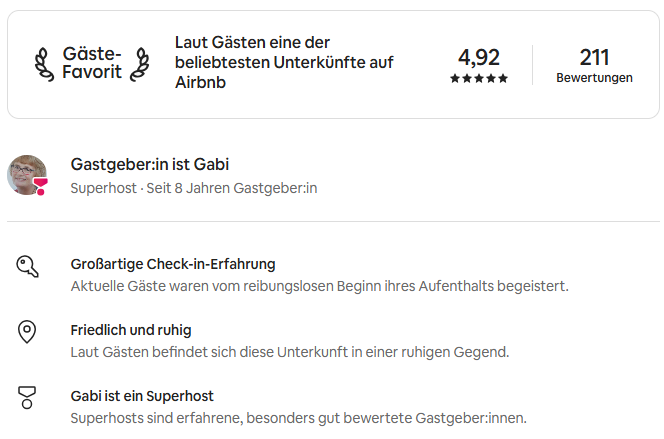 Gäste-
Favorit
Laut Gästen eine der
beliebtesten Unterkünfte auf
Airbnb
4,92
211
Bewertungen
Gastgeber:in ist Gabi
Superhost · Seit 8 Jahren Gastgeber:in
Großartige Check-in-Erfahrung
Aktuelle Gäste waren vom reibungslosen Beginn ihres Aufenthalts begeistert.
Friedlich und ruhig
Laut Gästen befindet sich diese Unterkunft in einer ruhigen Gegend.
Gabi ist ein Superhost
Superhosts sind erfahrene, besonders gut bewertete Gastgeber:innen.